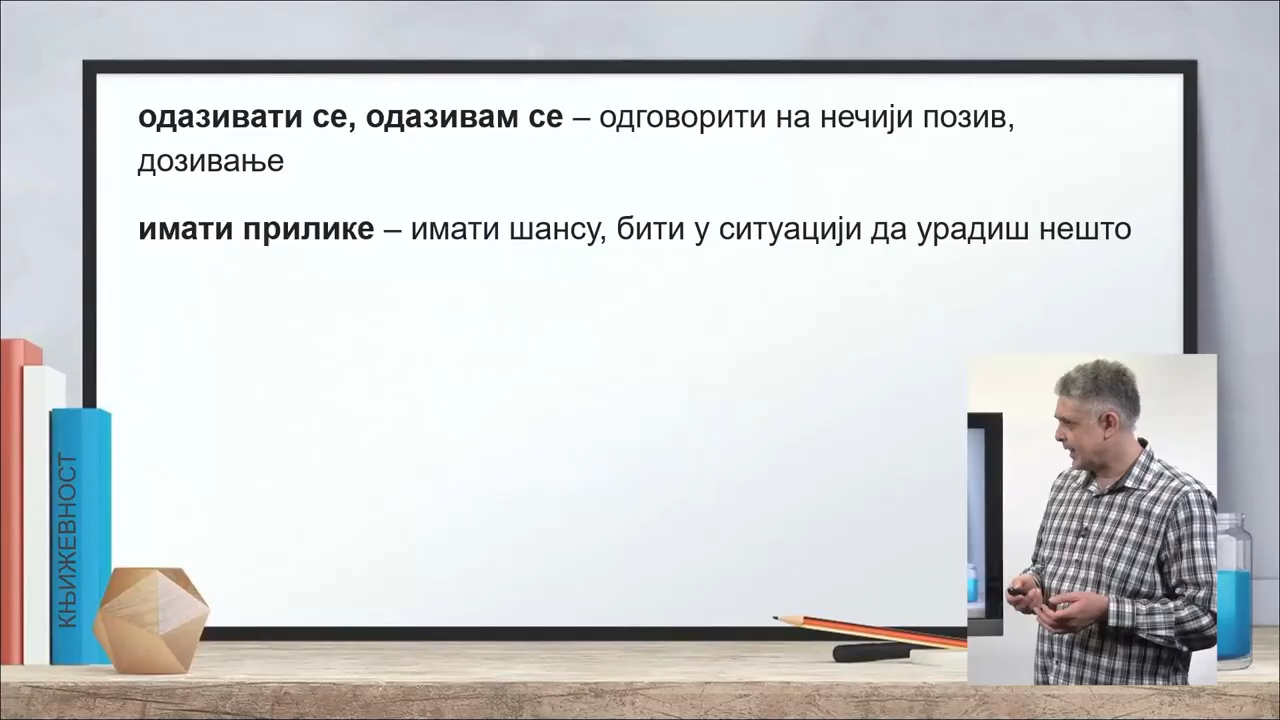 одазивати се, одазивам се – одговорити на нечији позив,
дозивање
имати прилике – имати шансу, бити у ситуацији да урадиш нешто
КЊИЖЕВНОСТ